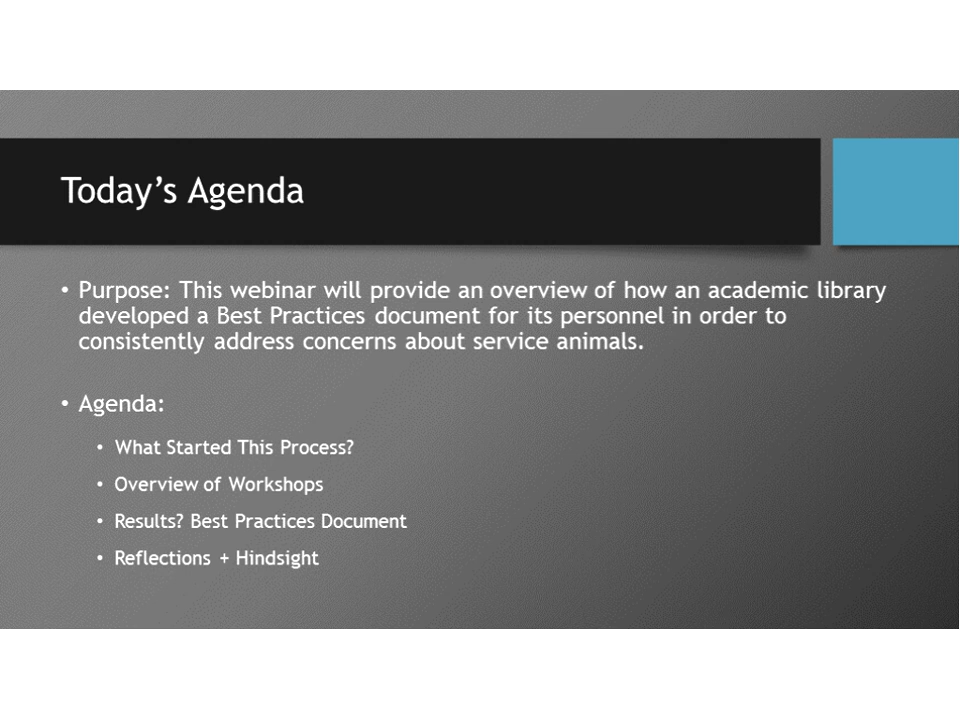 Today’s Agenda
• Purpose: This webinar will provide an overview of how an academic library
developed a Best Practices document for its personnel in order to
consistently address concerns about service animals.
• Agenda:
• What Started This Process?
• Overview of Workshops
• Results? Best Practices Document
• Reflections + Hindsight